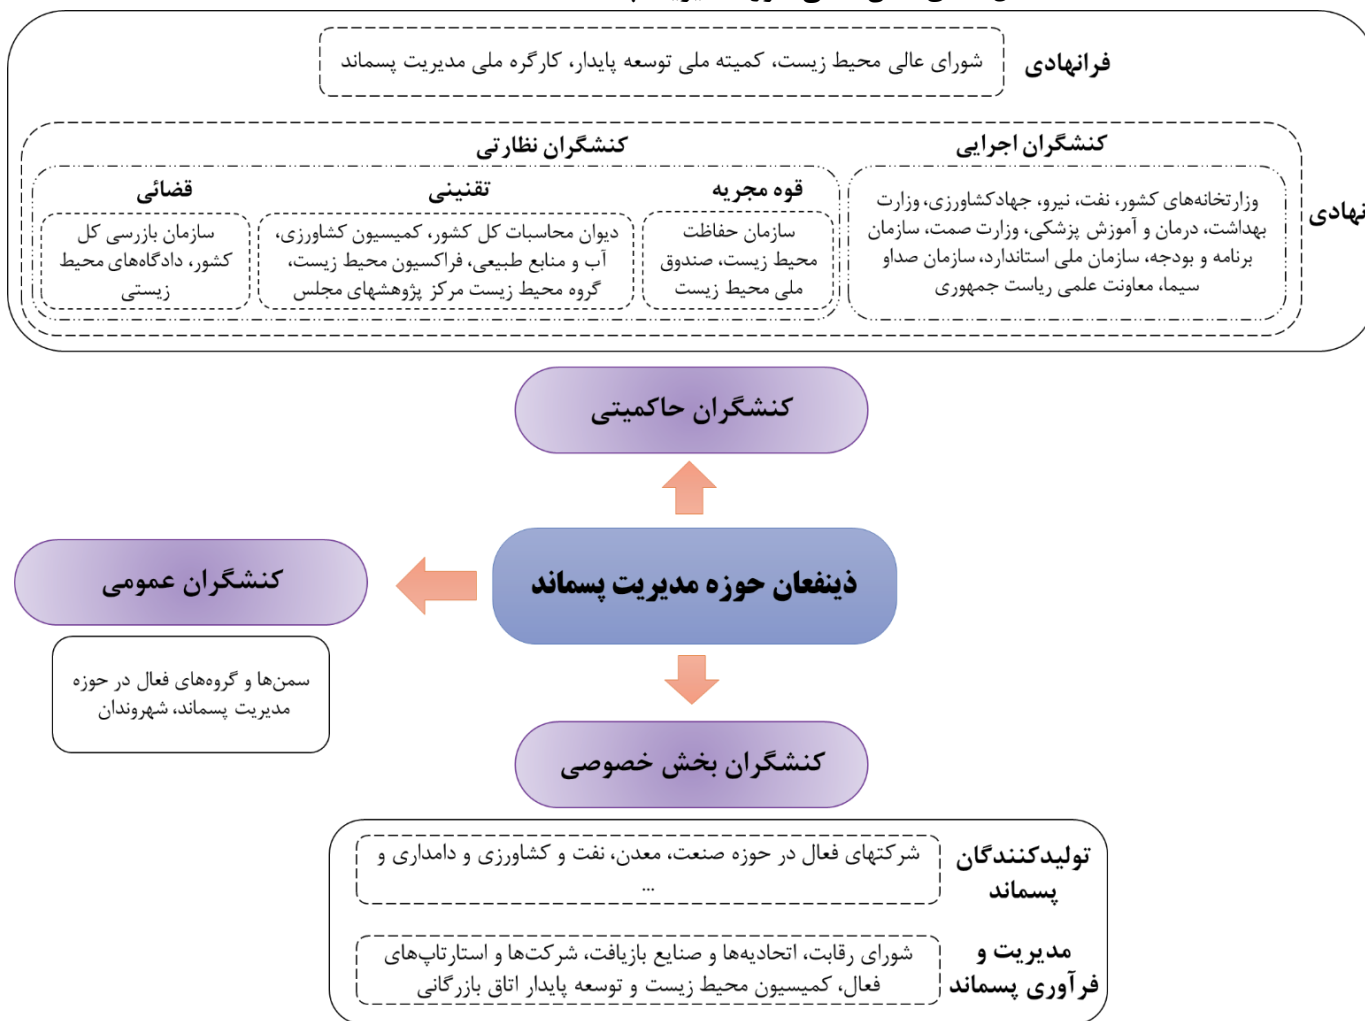 فرانهادی
شورای عالی محیط زیست، کمیته ملی توسعه پایدار، کارگره ملی مدیریت پسماند
نهادی
کنشگران اجرایی
وزارتخانه‌های کشور، نفت، نیرو، جهادکشاورزی، وزارت
بهداشت، درمان و آموزش پزشکی، وزارت صمت، سازمان
برنامه و بودجه، سازمان ملی استاندارد، سازمان صداو
سیما، معاونت علمی ریاست جمهوری
کنشگران نظارتی
قوه مجریه
سازمان حفاظت
محیط زیست، صندوق
ملی محیط زیست
تقنینی
دیوان محاسبات کل کشور، کمیسیون کشاورزی،
آب و منابع طبیعی، فراکسیون محیط زیست،
گروه محیط زیست مرکز پژوهشهای مجلس
قضائی
سازمان بازرسی کل
کشور، دادگاه‌های محیط
زیستی
کنشگران حاکمیتی
ذینفعان حوزه مدیریت پسماند
کنشگران عمومی
سمن‌ها و گروه‌های فعال در حوزه
مدیریت پسماند، شهروندان
کنشگران بخش خصوصی
تولیدکنندگان
پسماند
شرکتهای فعال در حوزه صنعت، معدن، نفت و کشاورزی و دامداری و
...
مدیریت و
فرآوری پسماند
شورای رقابت، اتحادیه‌ها و صنایع بازیافت، شرکت‌ها و استارتاپ‌های
فعال، کمیسیون محیط زیست و توسعه پایدار اتاق بازرگانی